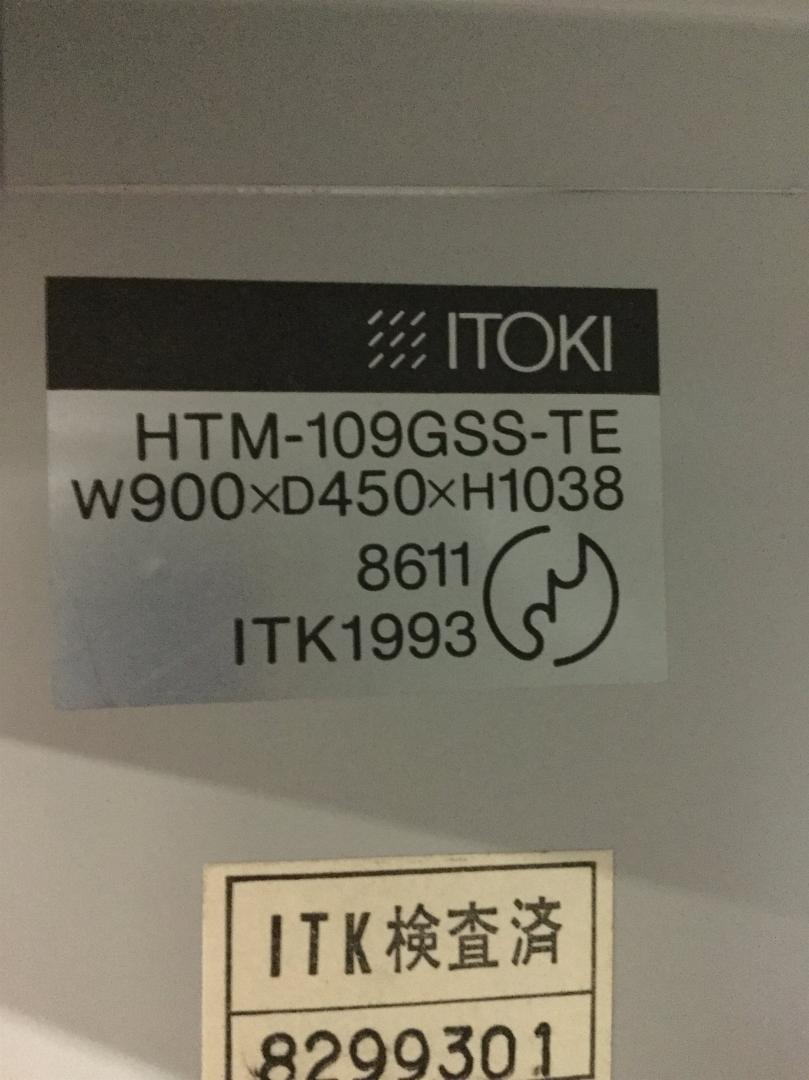 ITOKI
HTM-109GSS-TE
W900×D450×H1038
8611
ITK1993
ITK検査済
8299301